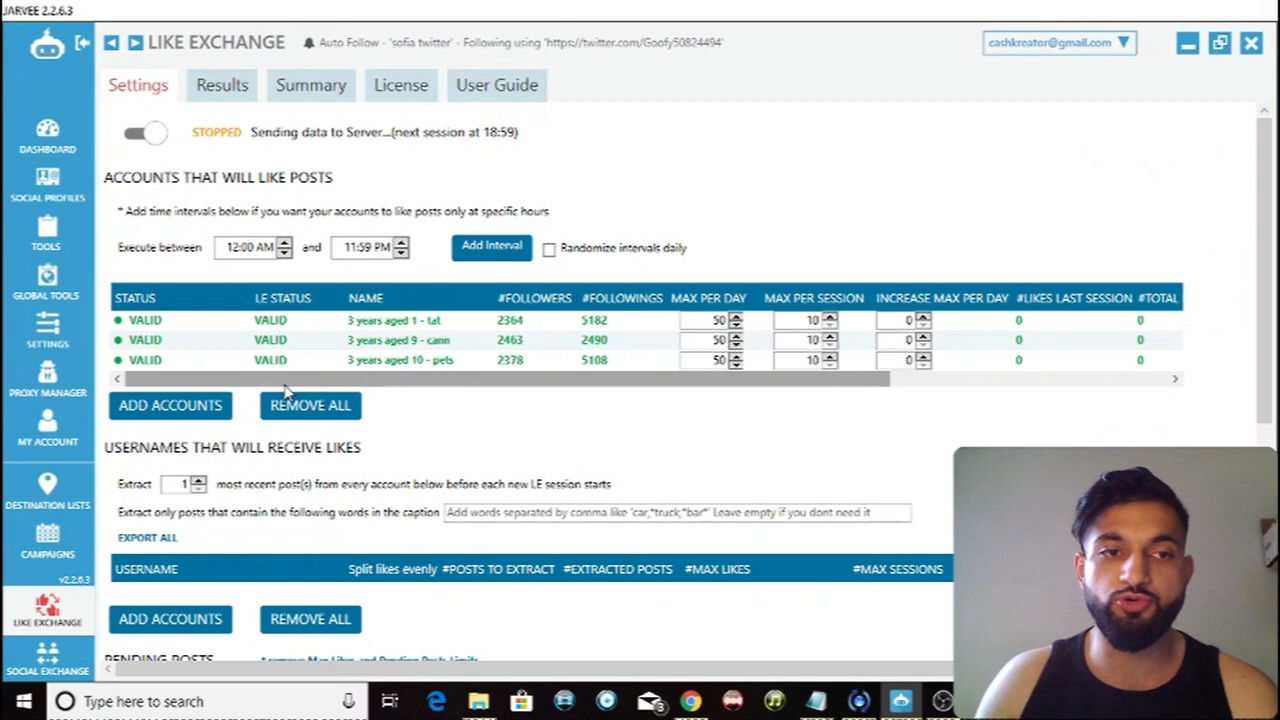 JARVEE 2.2.6.3
LIKE EXCHANGE
Auto Follow - 'sofia twitter' - Following using 'https://twitter.com/Goofy50824494'
cashkreator@gmail.com
Settings
Results
Summary
License
User Guide
STOPPED Sending data to Server...(next session at 18:59)
DASHBOARD
SOCIAL PROFILES
TOOLS
GLOBAL TOOLS
SETTINGS
PROXY MANAGER
MY ACCOUNT
DESTINATION LISTS
CAMPAIGNS
v2.2.6.3
LIKE EXCHANGE
SOCIAL EXCHANGE
ACCOUNTS THAT WILL LIKE POSTS
* Add time intervals below if you want your accounts to like posts only at specific hours
Execute between 12:00 AM and 11:59 PM Add Interval Randomize intervals daily
STATUS LE STATUS NAME #FOLLOWERS #FOLLOWINGS MAX PER DAY MAX PER SESSION INCREASE MAX PER DAY #LIKES LAST SESSION #TOTAL
VALID VALID 3 years aged 1 - tat 2364 5182 50 10 0 0 0
VALID VALID 3 years aged 9 - cann 2463 2490 50 10 0 0 0
VALID VALID 3 years aged 10 - pets 2378 5108 50 10 0 0 0
ADD ACCOUNTS REMOVE ALL
USERNAMES THAT WILL RECEIVE LIKES
Extract 1 most recent post(s) from every account below before each new LE session starts
Extract only posts that contain the following words in the caption Add words separated by comma like 'car,*truck,*bar*' Leave empty if you dont need it
EXPORT ALL
USERNAME Split likes evenly #POSTS TO EXTRACT #EXTRACTED POSTS #MAX LIKES #MAX SESSIONS
ADD ACCOUNTS REMOVE ALL
PENDING POSTS * remove Max Likes and Pending Posts Limits
Type here to search
3